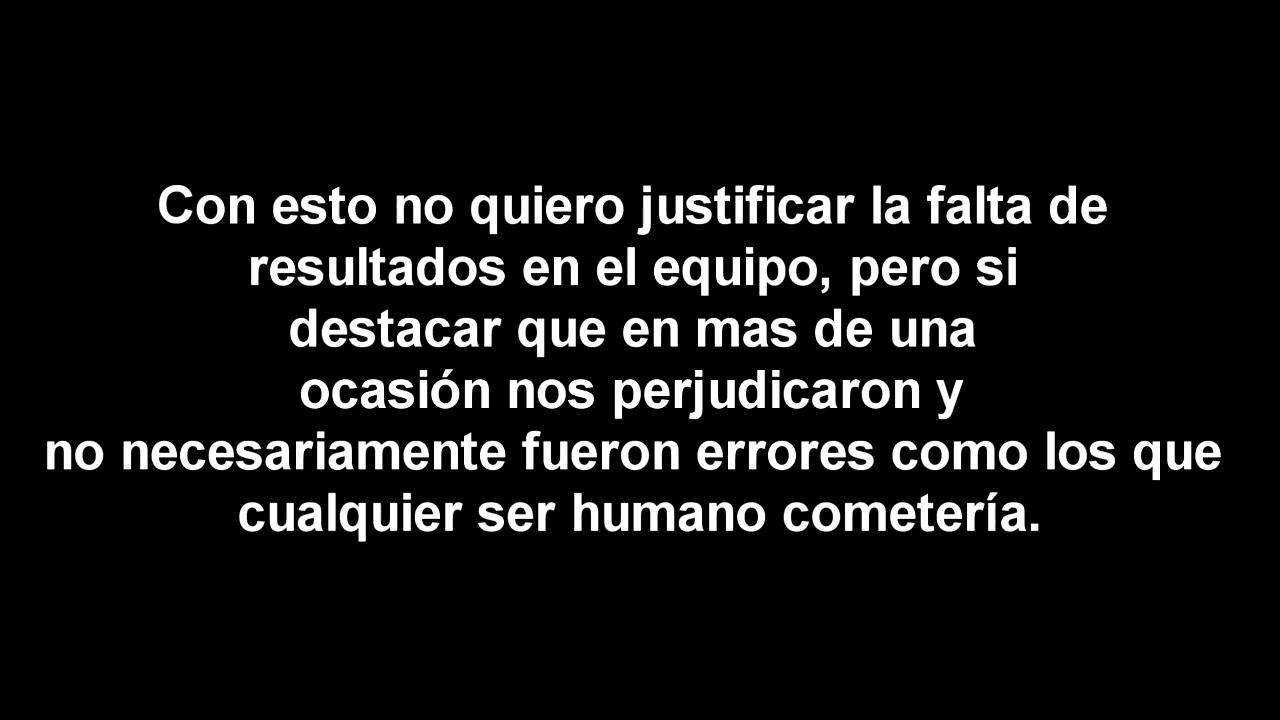 Con esto no quiero justificar la falta de
resultados en el equipo, pero si
destacar que en mas de una
ocasión nos perjudicaron y
no necesariamente fueron errores como los que
cualquier ser humano cometería.